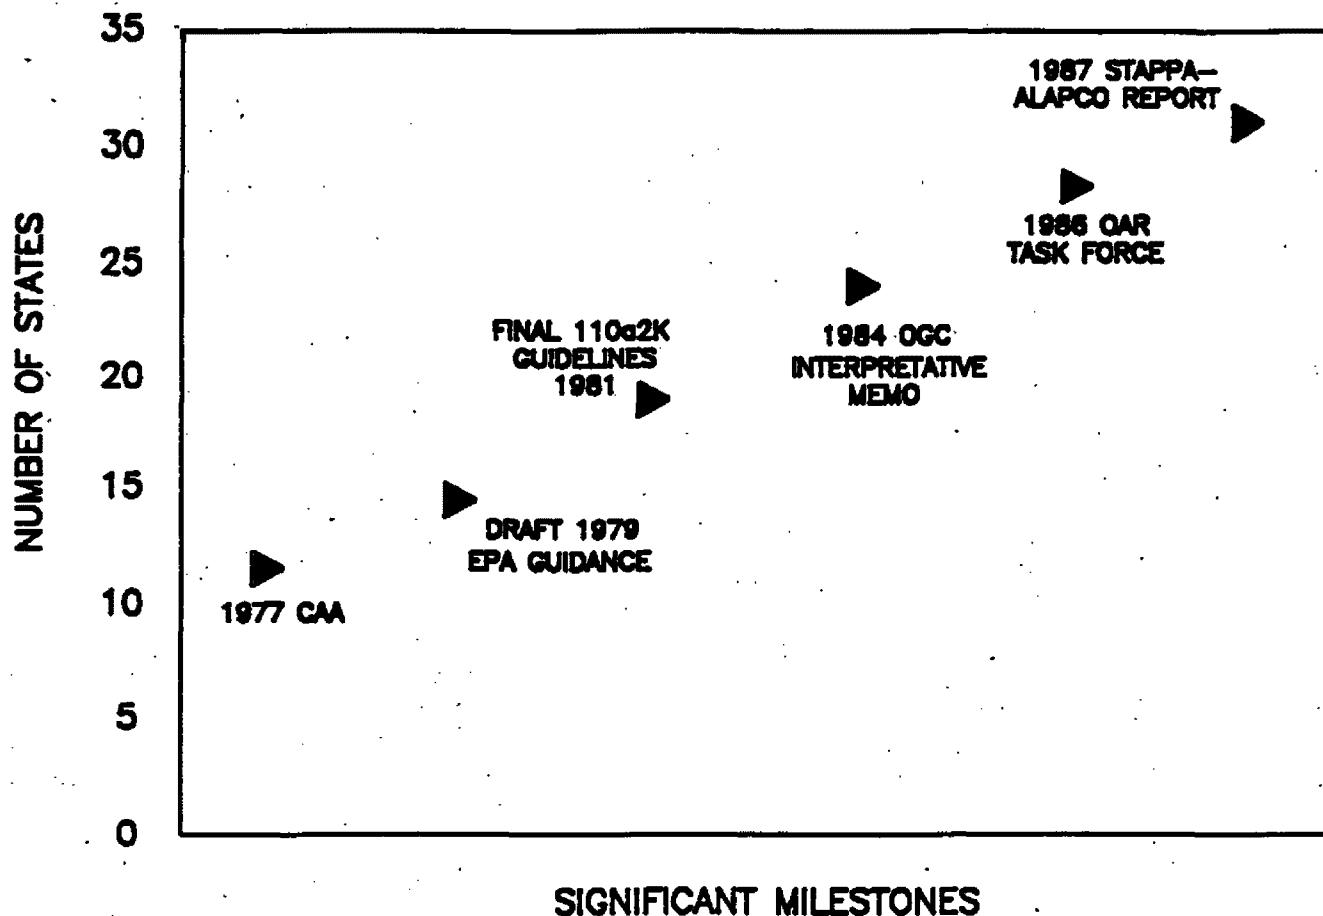 35
30
25
20
15
10
5
0
NUMBER OF STATES
1987 STAPPA-
ALAPCO REPORT
1986 OAR
TASK FORCE
FINAL 110a2K
GUIDELINES
1981
1984 OGC
INTERPRETATIVE
MEMO
DRAFT 1979
EPA GUIDANCE
1977 CAA
SIGNIFICANT MILESTONES